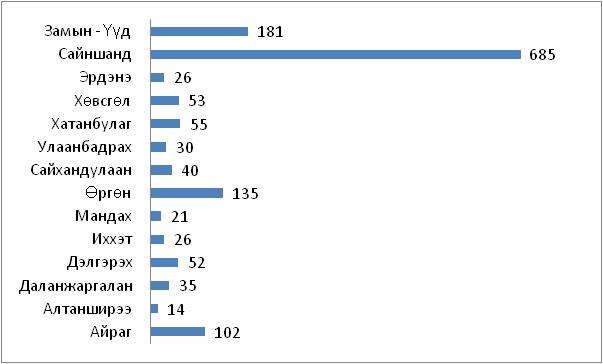 Замын - Үүд 181
Сайншанд 685
Эрдэнэ 26
Хөвсгөл 53
Хатанбулаг 55
Улаанбадрах 30
Сайхандулаан 40
Өргөн 135
Мандах 21
Иххэт 26
Дэлгэрэх 52
Даланжаргалан 35
Алтанширээ 14
Айраг 102